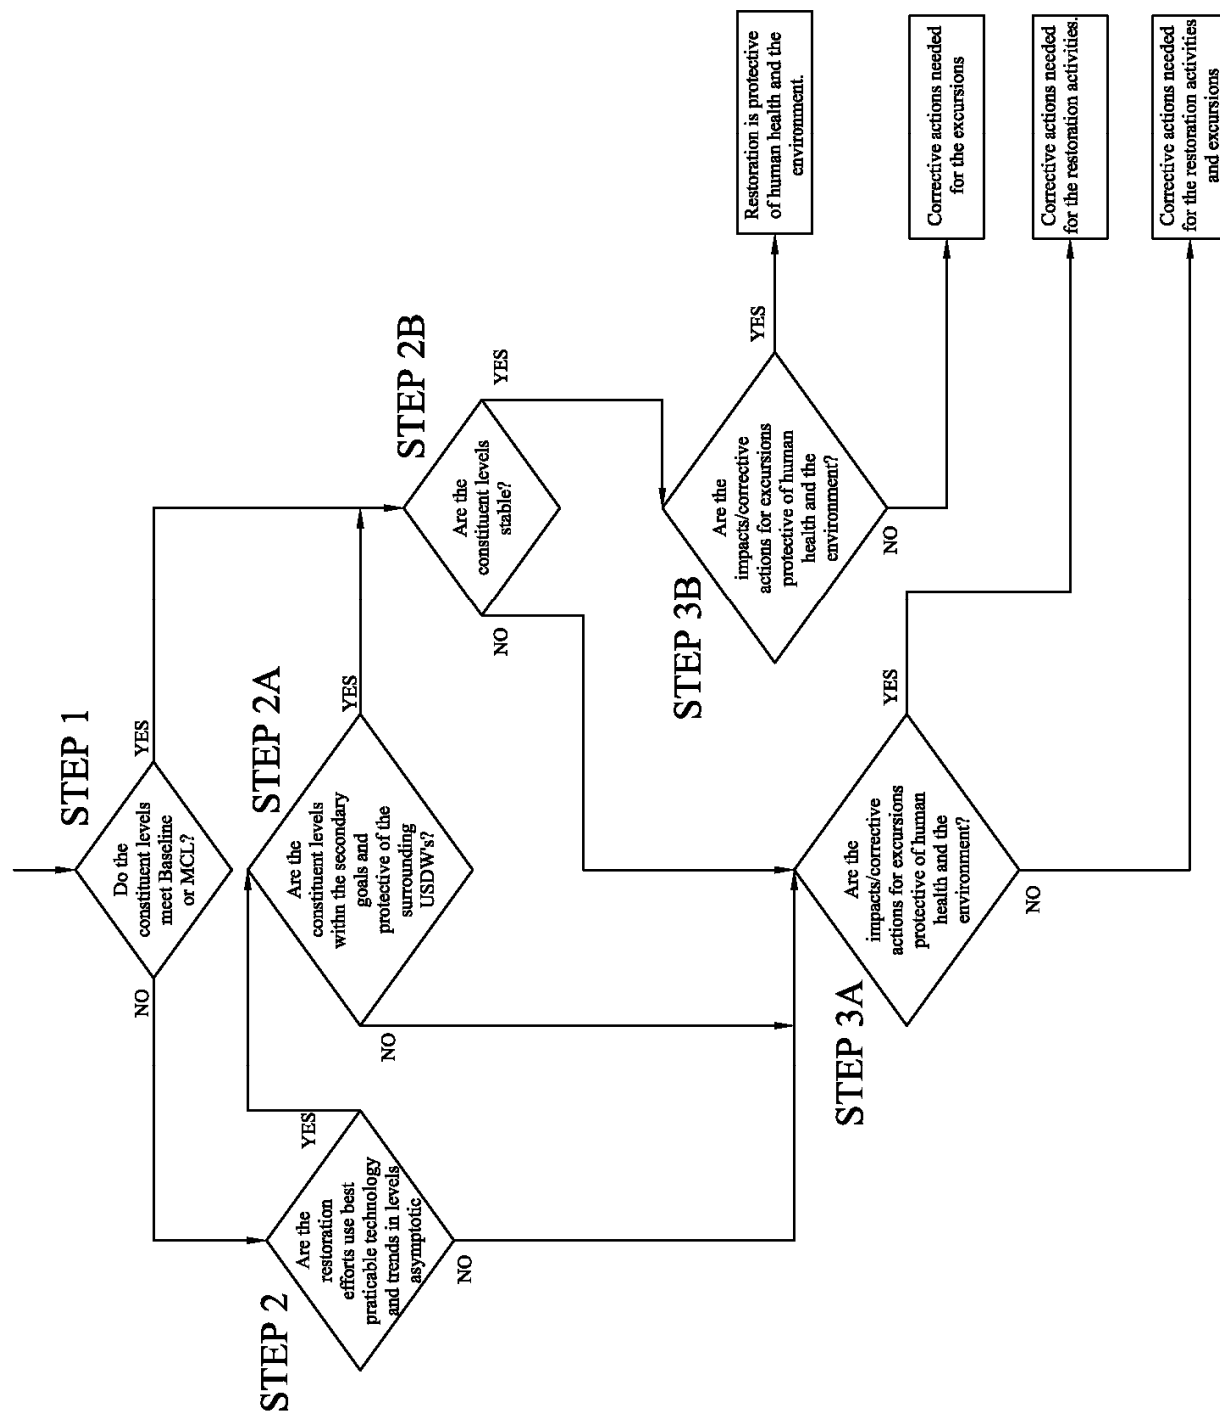 STEP 1
Do the
constituent levels
meet Baseline
or MCL?
YES
NO
STEP 2
Are the
restoration
efforts use best
praticable technology
and trends in levels
asymptotic
YES
NO
STEP 2A
Are the
constituent levels
withn the secondary
goals and
protective of the
surrounding
USDW's?
YES
NO
STEP 2B
Are the
constituent levels
stable?
YES
NO
STEP 3A
Are the
impacts/corrective
actions for excursions
protective of human
health and the
environment?
YES
NO
STEP 3B
Are the
impacts/corrective
actions for excursions
protective of human
health and the
environment?
YES
NO
Restoration is protective
of human health and the
environment.
Corrective actions needed
for the excursions
Corrective actions needed
for the restoration activities.
Corrective actions needed
for the restoration activities
and excursions